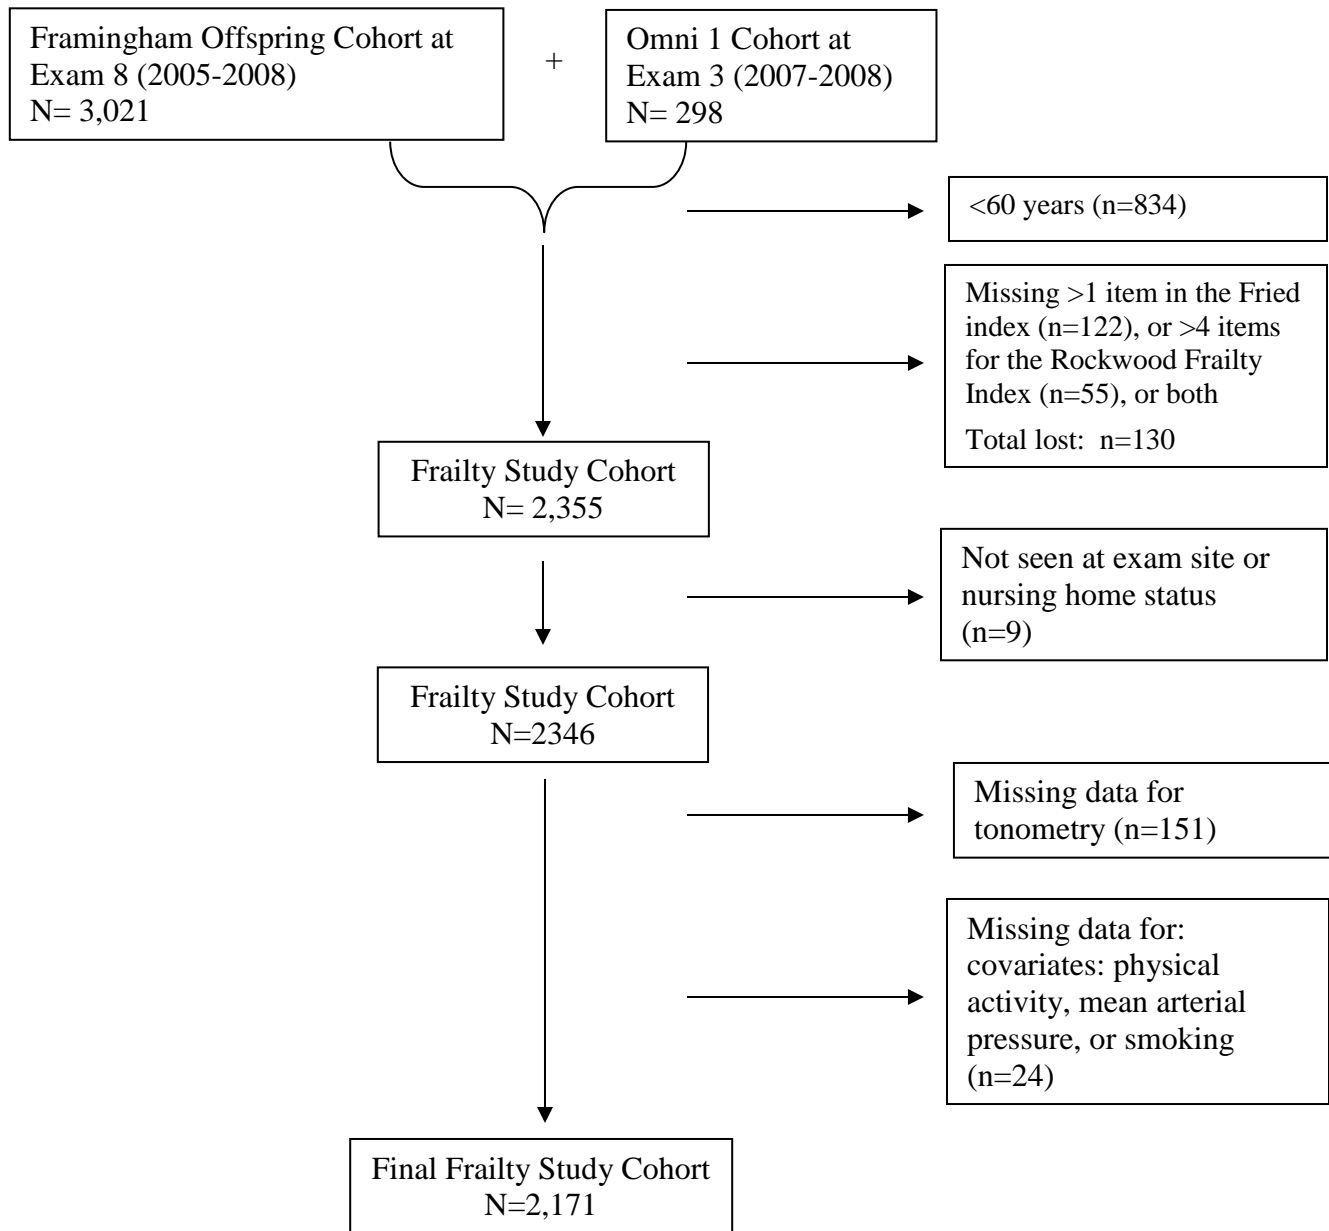 Framingham Offspring Cohort at
Exam 8 (2005-2008)
N= 3,021
+
Omni 1 Cohort at
Exam 3 (2007-2008)
N= 298
<60 years (n=834)
Missing >1 item in the Fried
index (n=122), or >4 items
for the Rockwood Frailty
Index (n=55), or both
Total lost:  n=130
Frailty Study Cohort
N= 2,355
Not seen at exam site or
nursing home status
(n=9)
Frailty Study Cohort
N=2346
Missing data for
tonometry (n=151)
Missing data for:
covariates: physical
activity, mean arterial
pressure, or smoking
(n=24)
Final Frailty Study Cohort
N=2,171